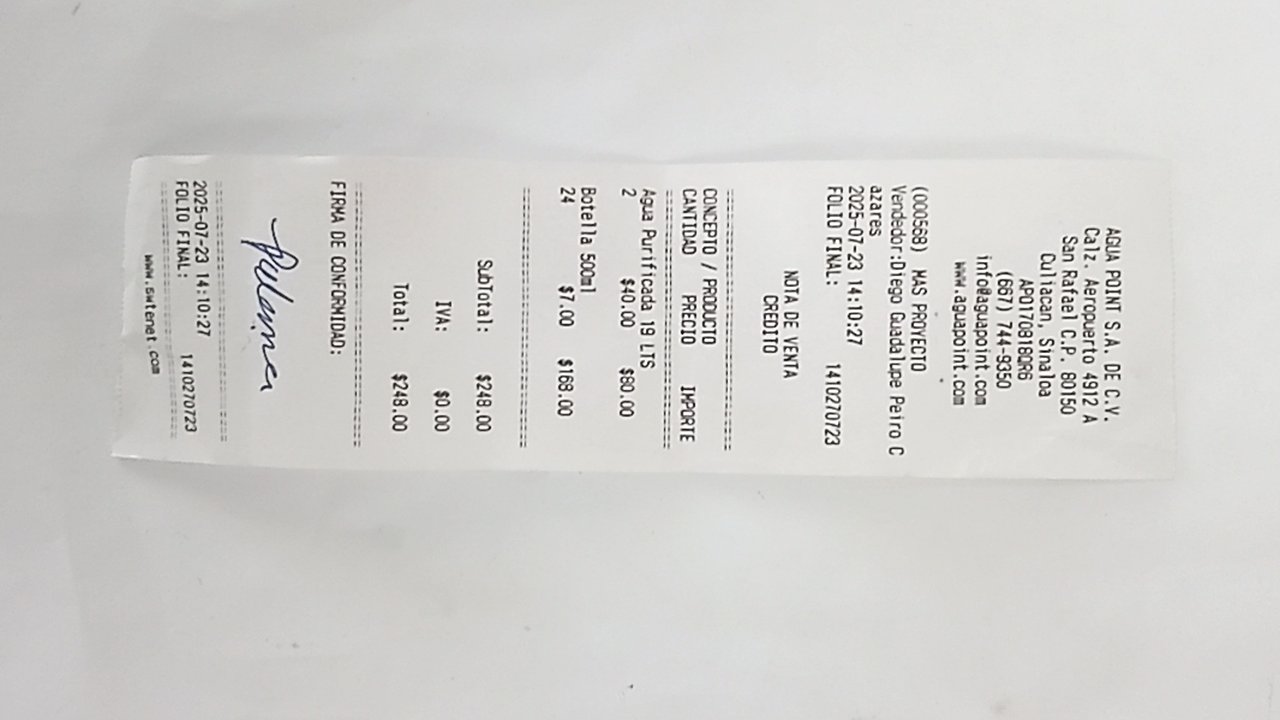 AGUA POINT S.A. DE C.V.
Calz. Aeropuerto 4912 A
San Rafael C.P. 80150
Culiacan, Sinaloa
APO170818QR6
(667) 744-9350
info@aguapoint.com
www.aguapoint.com
(000568) MAS PROYECTO
Vendedor:Diego Guadalupe Peiro C
azares
2025-07-23 14:10:27
FOLIO FINAL: 1410270723
NOTA DE VENTA
CREDITO
================================
CONCEPTO / PRODUCTO
CANTIDAD PRECIO IMPORTE
================================
Agua Purificada 19 LTS
2 $40.00 $80.00
Botella 500ml
24 $7.00 $168.00
================================
SubTotal: $248.00
IVA: $0.00
Total: $248.00
================================
FIRMA DE CONFORMIDAD:
================================
2025-07-23 14:10:27
FOLIO FINAL: 1410270723
================================
www.swtenet.com